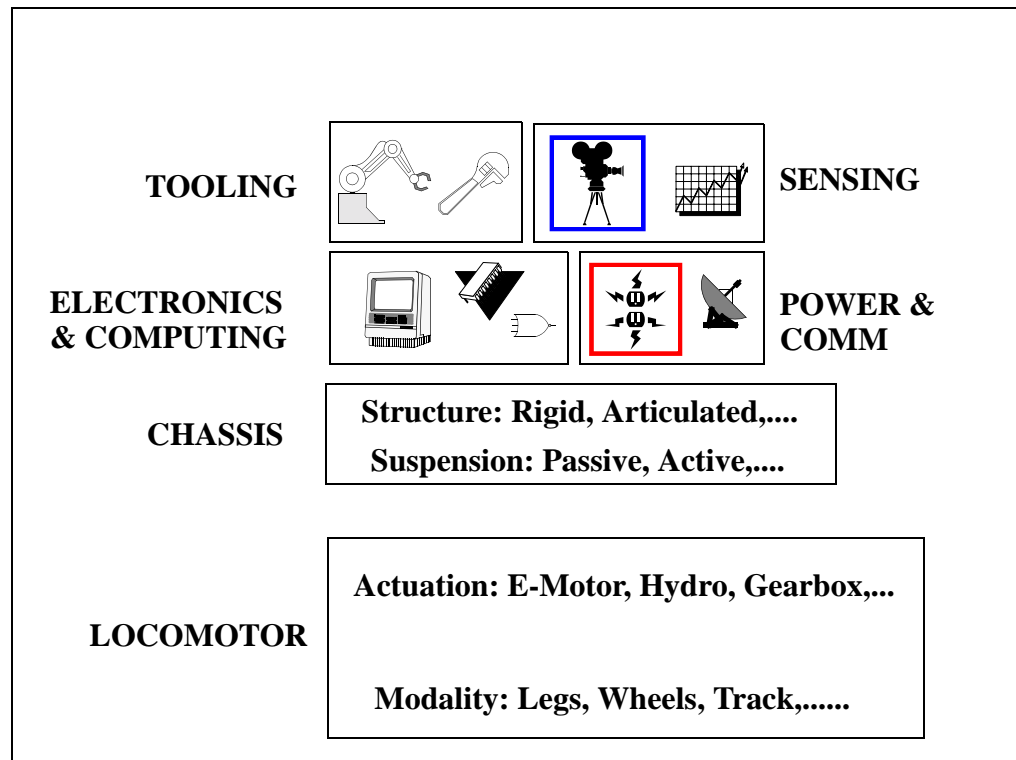 TOOLING
SENSING
ELECTRONICS
& COMPUTING
POWER &
COMM
CHASSIS
Structure: Rigid, Articulated,....
Suspension: Passive, Active,....
LOCOMOTOR
Actuation: E-Motor, Hydro, Gearbox,...
Modality: Legs, Wheels, Track,......